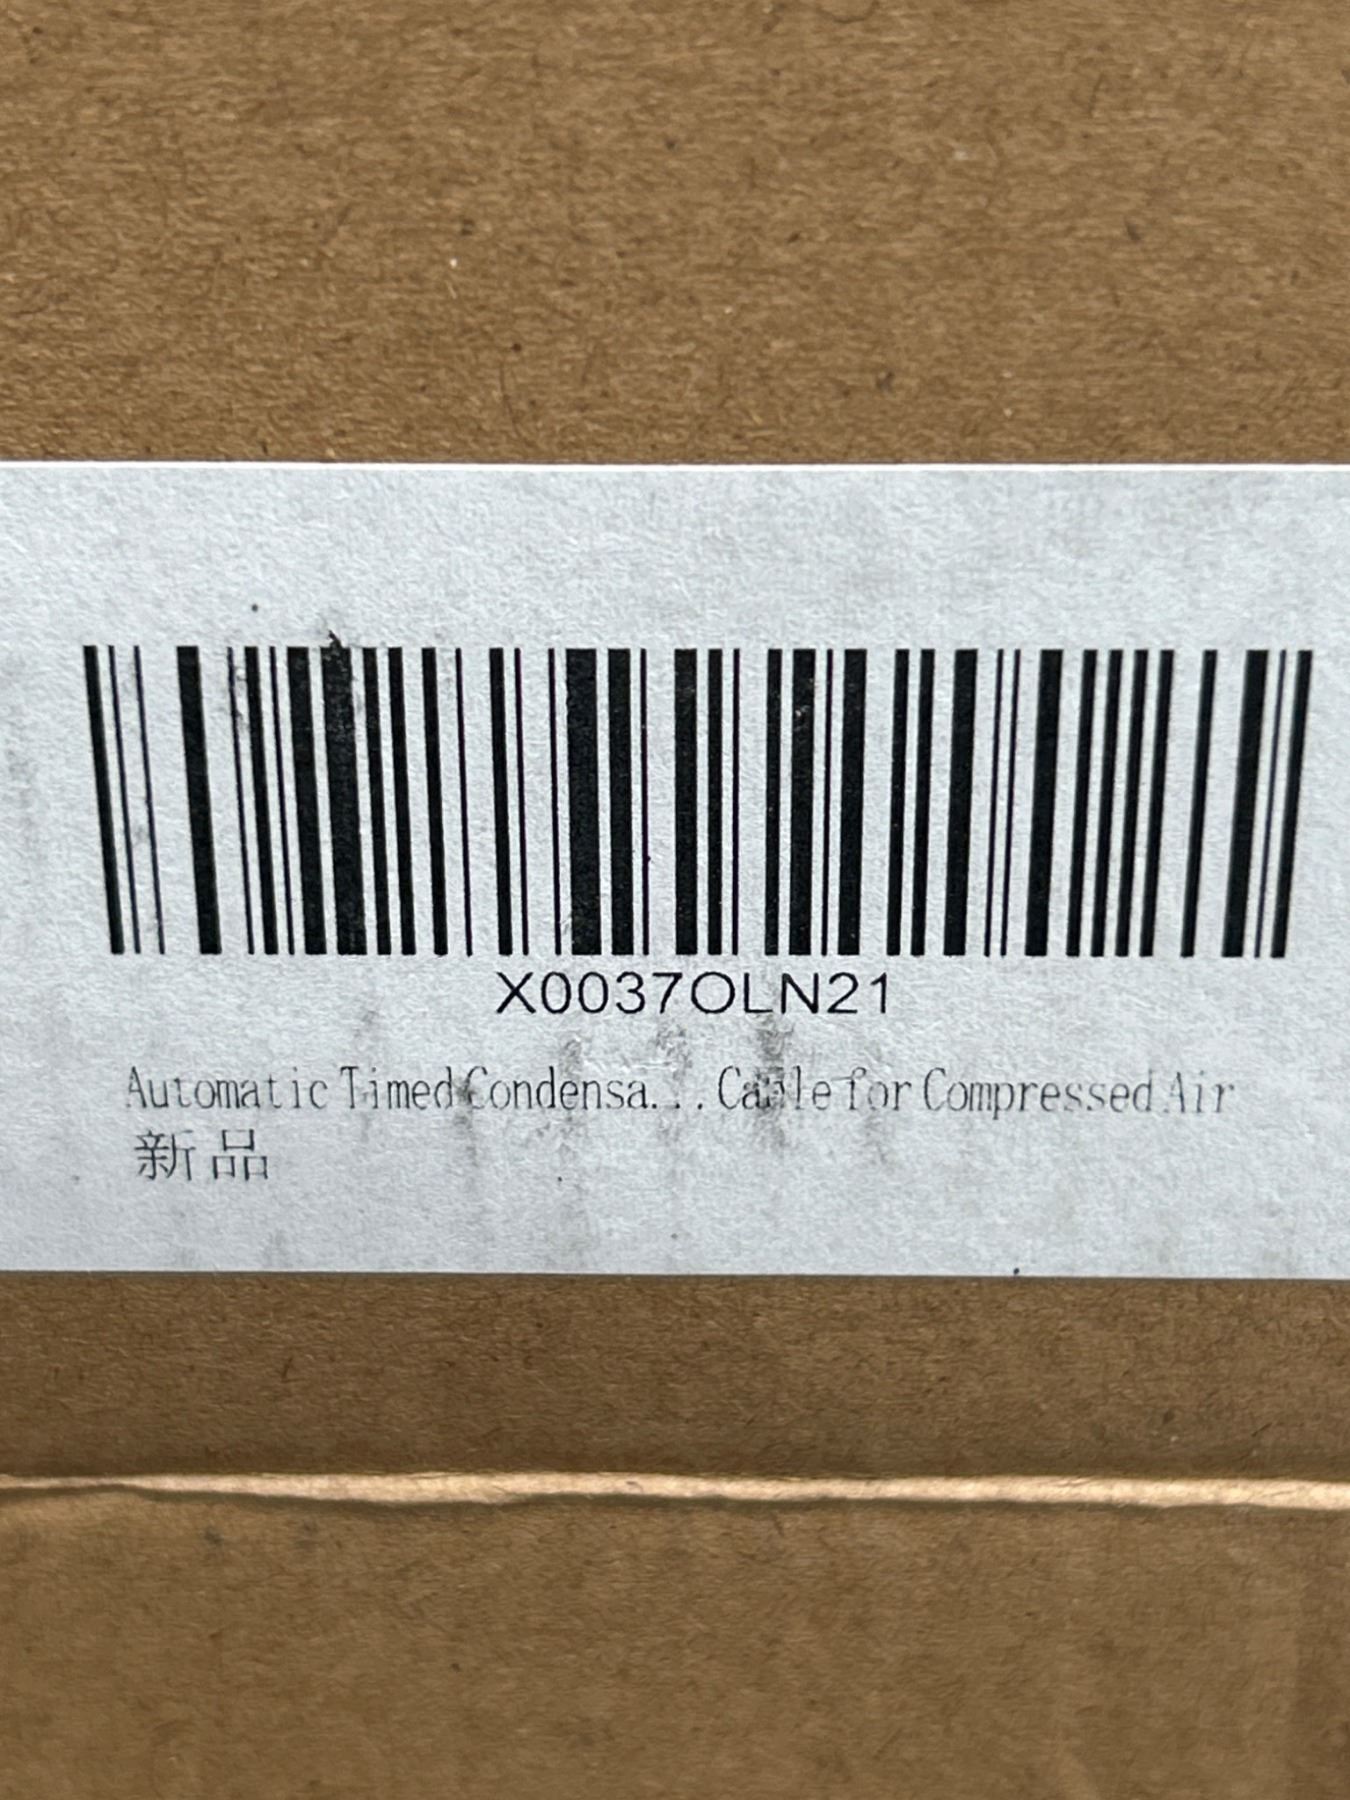 X0037OLN21
Automatic Timed Condensa...Cable for Compressed Air
新品